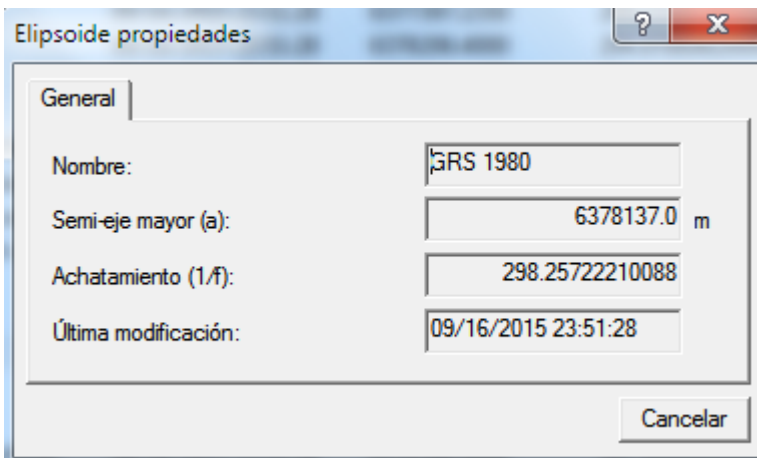 Elipsoide propiedades
General
Nombre: GRS 1980
Semi-eje mayor (a): 6378137.0 m
Achatamiento (1/f): 298.25722210088
Última modificación: 09/16/2015 23:51:28
Cancelar